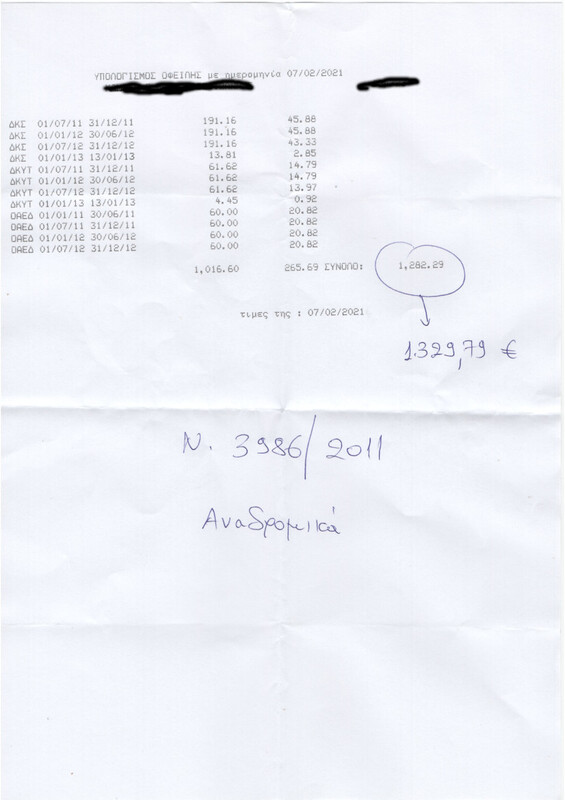 ΥΠΟΛΟΓΙΣΜΟΣ ΟΦΕΙΛΗΣ με ημερομηνία 07/02/2021
ΔΚΣ 01/07/11 31/12/11 191.16 45.88
ΔΚΣ 01/01/12 30/06/12 191.16 45.88
ΔΚΣ 01/07/12 31/12/12 191.16 43.33
ΔΚΣ 01/01/13 13/01/13 13.81 2.85
ΔΚΥΤ 01/07/11 31/12/11 61.62 14.79
ΔΚΥΤ 01/01/12 30/06/12 61.62 14.79
ΔΚΥΤ 01/07/12 31/12/12 61.62 13.97
ΔΚΥΤ 01/01/13 13/01/13 4.45 0.92
ΟΑΕΔ 01/01/11 30/06/11 60.00 20.82
ΟΑΕΔ 01/07/11 31/12/11 60.00 20.82
ΟΑΕΔ 01/01/12 30/06/12 60.00 20.82
ΟΑΕΔ 01/07/12 31/12/12 60.00 20.82
1,016.60 265.69 ΣΥΝΟΛΟ: 1,282.29
τιμες της : 07/02/2021
1.329,79 €
Ν. 3986/2011
Αναδρομικά